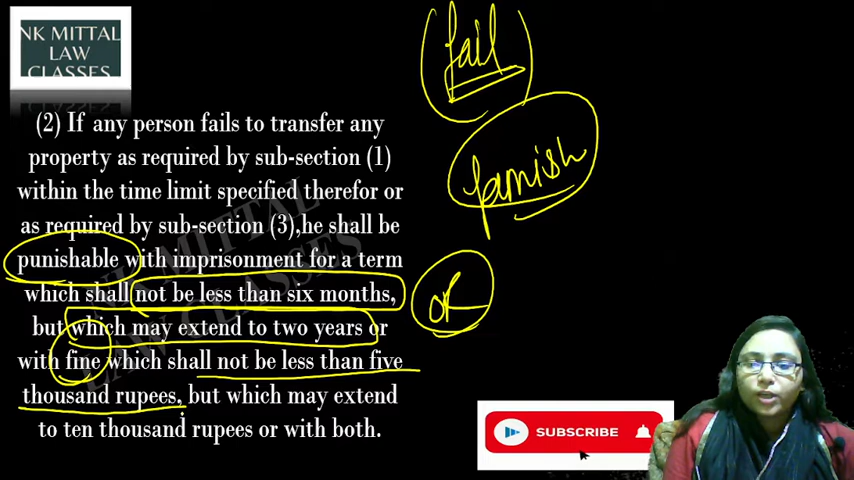 NK MITTAL
LAW
CLASSES
(2) If any person fails to transfer any
property as required by sub-section (1)
within the time limit specified therefor or
as required by sub-section (3),he shall be
punishable with imprisonment for a term
which shall not be less than six months,
but which may extend to two years or
with fine which shall not be less than five
thousand rupees, but which may extend
to ten thousand rupees or with both.
NK MITTAL
LAW CLASSES
fail
OR
SUBSCRIBE